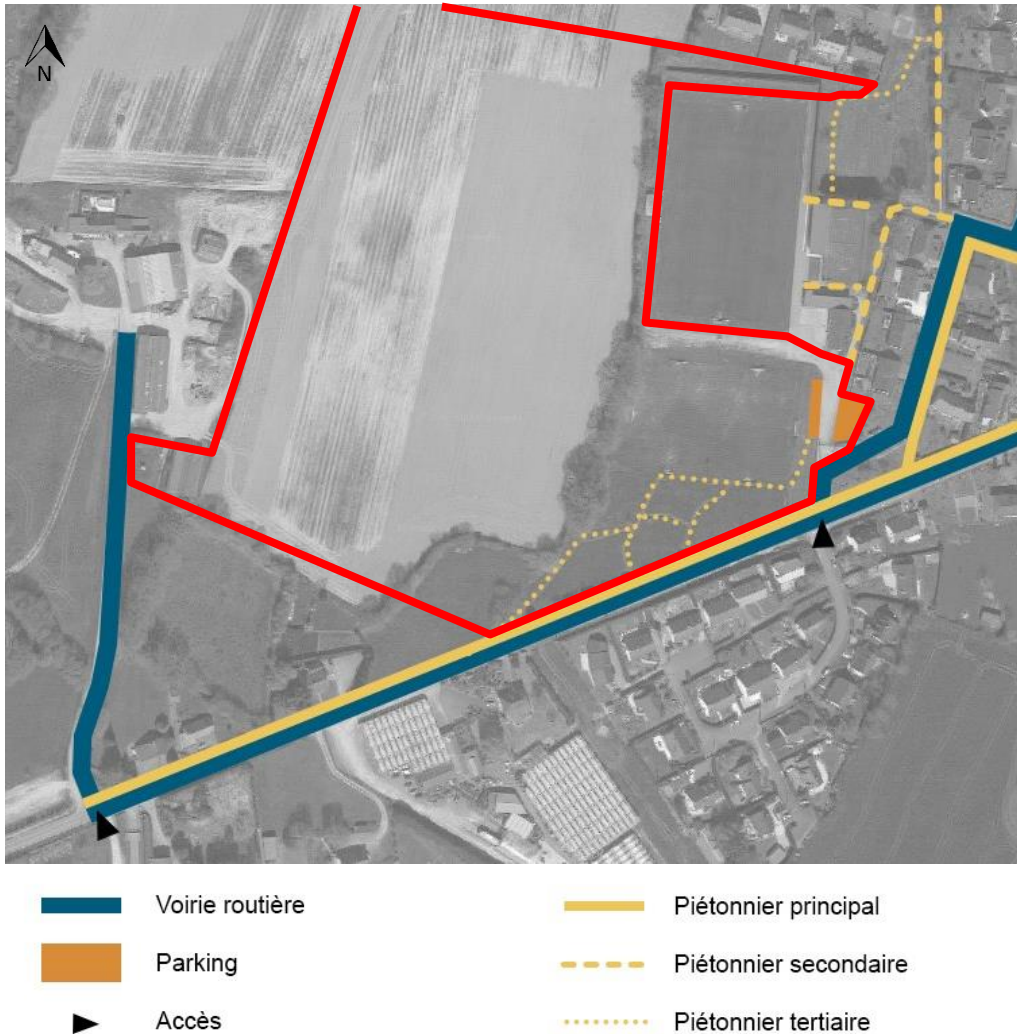 N
Voirie routière
Piétonnier principal
Parking
Piétonnier secondaire
Accès
Piétonnier tertiaire